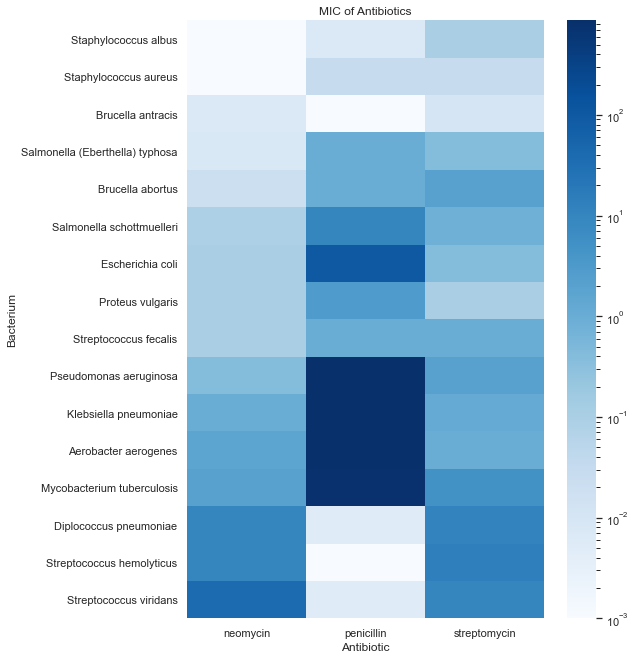 MIC of Antibiotics
Bacterium
Staphylococcus albus
Staphylococcus aureus
Brucella antracis
Salmonella (Eberthella) typhosa
Brucella abortus
Salmonella schottmuelleri
Escherichia coli
Proteus vulgaris
Streptococcus fecalis
Pseudomonas aeruginosa
Klebsiella pneumoniae
Aerobacter aerogenes
Mycobacterium tuberculosis
Diplococcus pneumoniae
Streptococcus hemolyticus
Streptococcus viridans
neomycin penicillin streptomycin
Antibiotic
10²
10¹
10⁰
10⁻¹
10⁻²
10⁻³